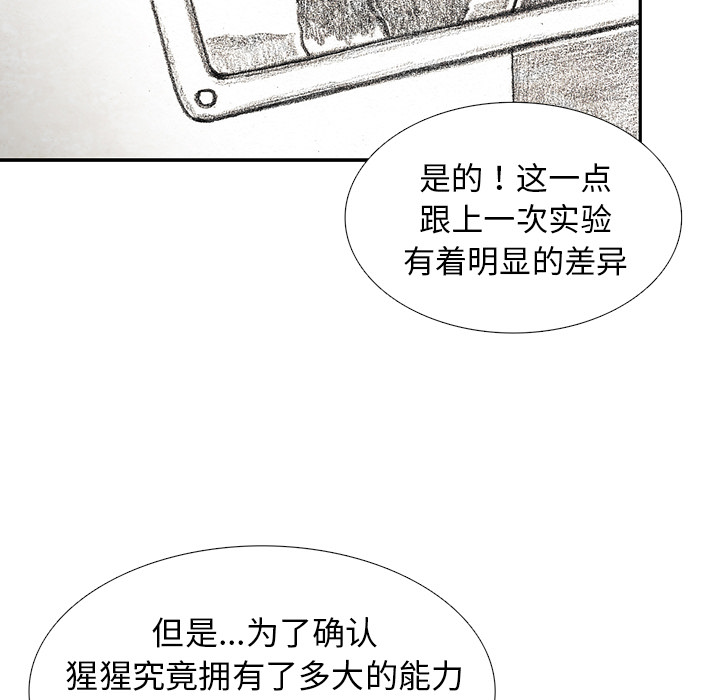 是的！这一点
跟上一次实验
有着明显的差异
但是...为了确认
猩猩究竟拥有了多大的能力